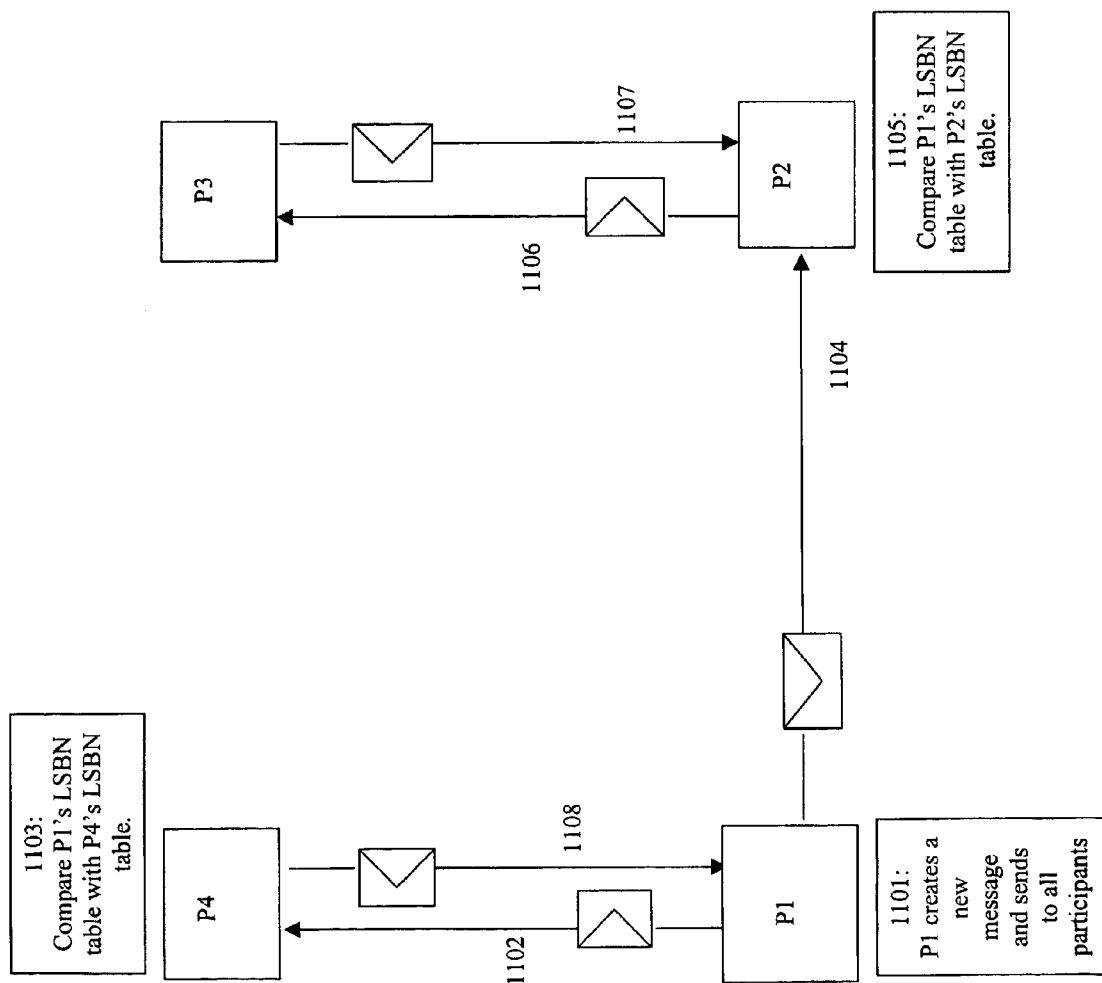 1103:
Compare P1's LSBN
table with P4's LSBN
table.
P4
P3
1102
1108
1106
1107
P1
P2
1104
1101:
P1 creates a
new
message
and sends
to all
participants
1105:
Compare P1's LSBN
table with P2's LSBN
table.